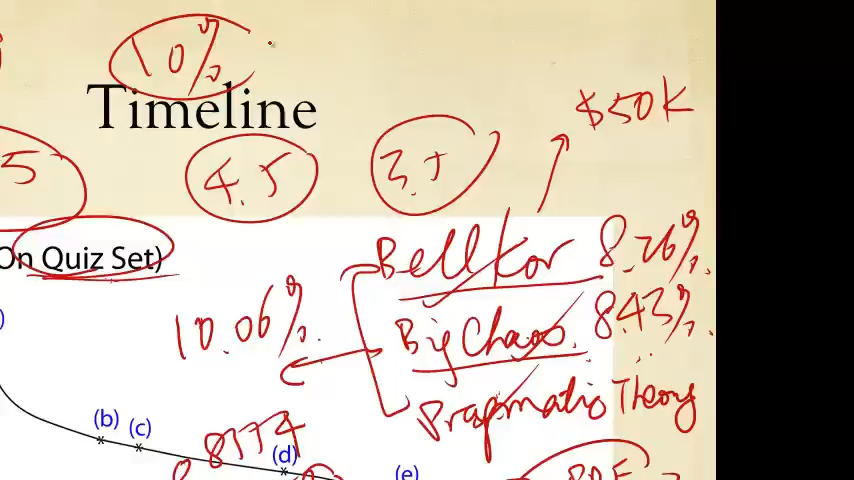 10%
Timeline
$50K
5
4.5
3.5
On Quiz Set)
BellKor 8.26%.
10.06%.
BigChaos. 8.43%.
Pragmatic Theory
(b)
(c)
(d)
(e)